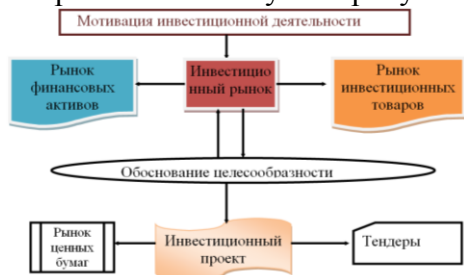 Мотивация инвестиционной деятельности
Рынок
финансовых
активов
Инвестицио
нный рынок
Рынок
инвестиционных
товаров
Обоснование целесообразности
Рынок
ценных
бумаг
Инвестиционный
проект
Тендеры